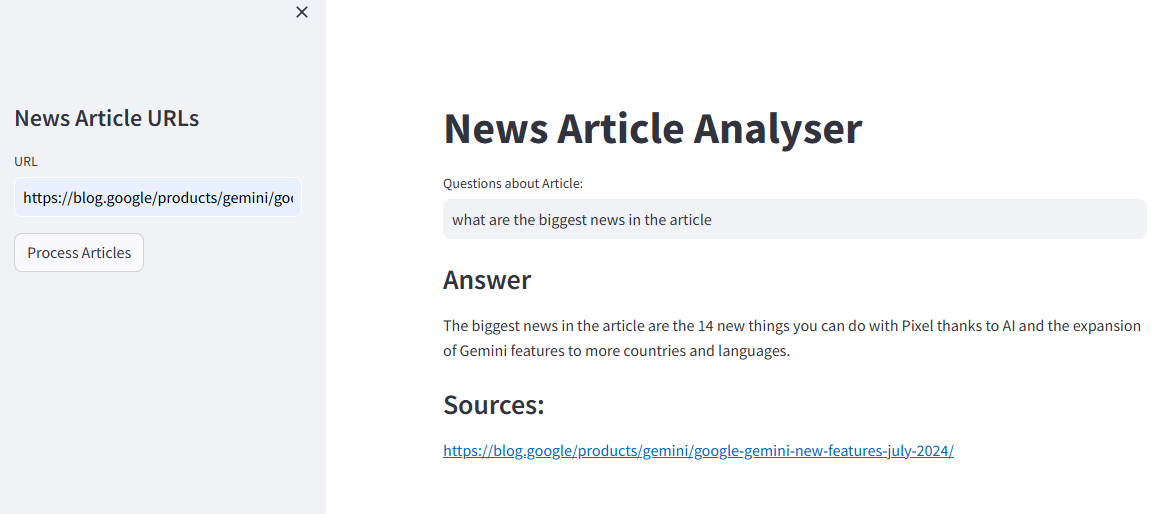 News Article URLs
URL
https://blog.google/products/gemini/goo
Process Articles
News Article Analyser
Questions about Article:
what are the biggest news in the article
Answer
The biggest news in the article are the 14 new things you can do with Pixel thanks to AI and the expansion
of Gemini features to more countries and languages.
Sources:
https://blog.google/products/gemini/google-gemini-new-features-july-2024/